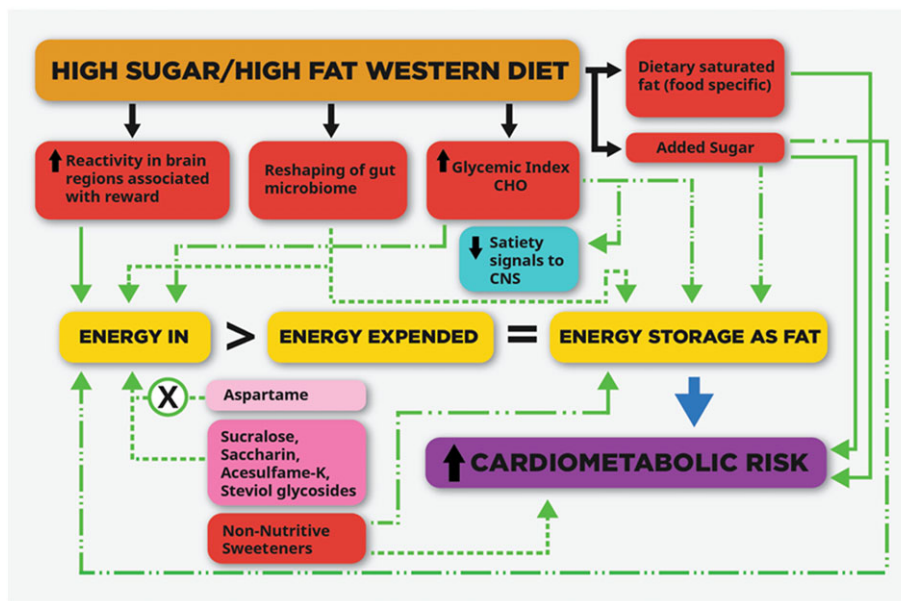 HIGH SUGAR/HIGH FAT WESTERN DIET
Dietary saturated
fat (food specific)
Added Sugar
Reactivity in brain
regions associated
with reward
Reshaping of gut
microbiome
Glycemic Index
CHO
Satiety
signals to
CNS
ENERGY IN
>
ENERGY EXPENDED
=
ENERGY STORAGE AS FAT
X
Aspartame
Sucralose,
Saccharin,
Acesulfame-K,
Steviol glycosides
CARDIOMETABOLIC RISK
Non-Nutritive
Sweeteners